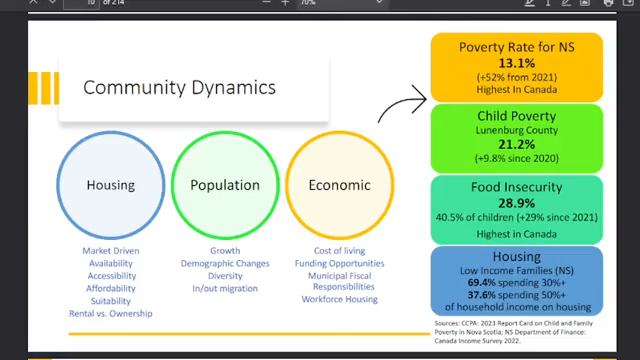 10 of 214
70%
Community Dynamics
Housing
Market Driven
Availability
Accessibility
Affordability
Suitability
Rental vs. Ownership
Population
Growth
Demographic Changes
Diversity
In/out migration
Economic
Cost of living
Funding Opportunities
Municipal Fiscal
Responsibilities
Workforce Housing
Poverty Rate for NS
13.1%
(+52% from 2021)
Highest In Canada
Child Poverty
Lunenburg County
21.2%
(+9.8% since 2020)
Food Insecurity
28.9%
40.5% of children (+29% since 2021)
Highest in Canada
Housing
Low Income Families (NS)
69.4% spending 30%+
37.6% spending 50%+
of household income on housing
Sources: CCPA: 2023 Report Card on Child and Family
Poverty in Nova Scotia; NS Department of Finance:
Canada Income Survey 2022.